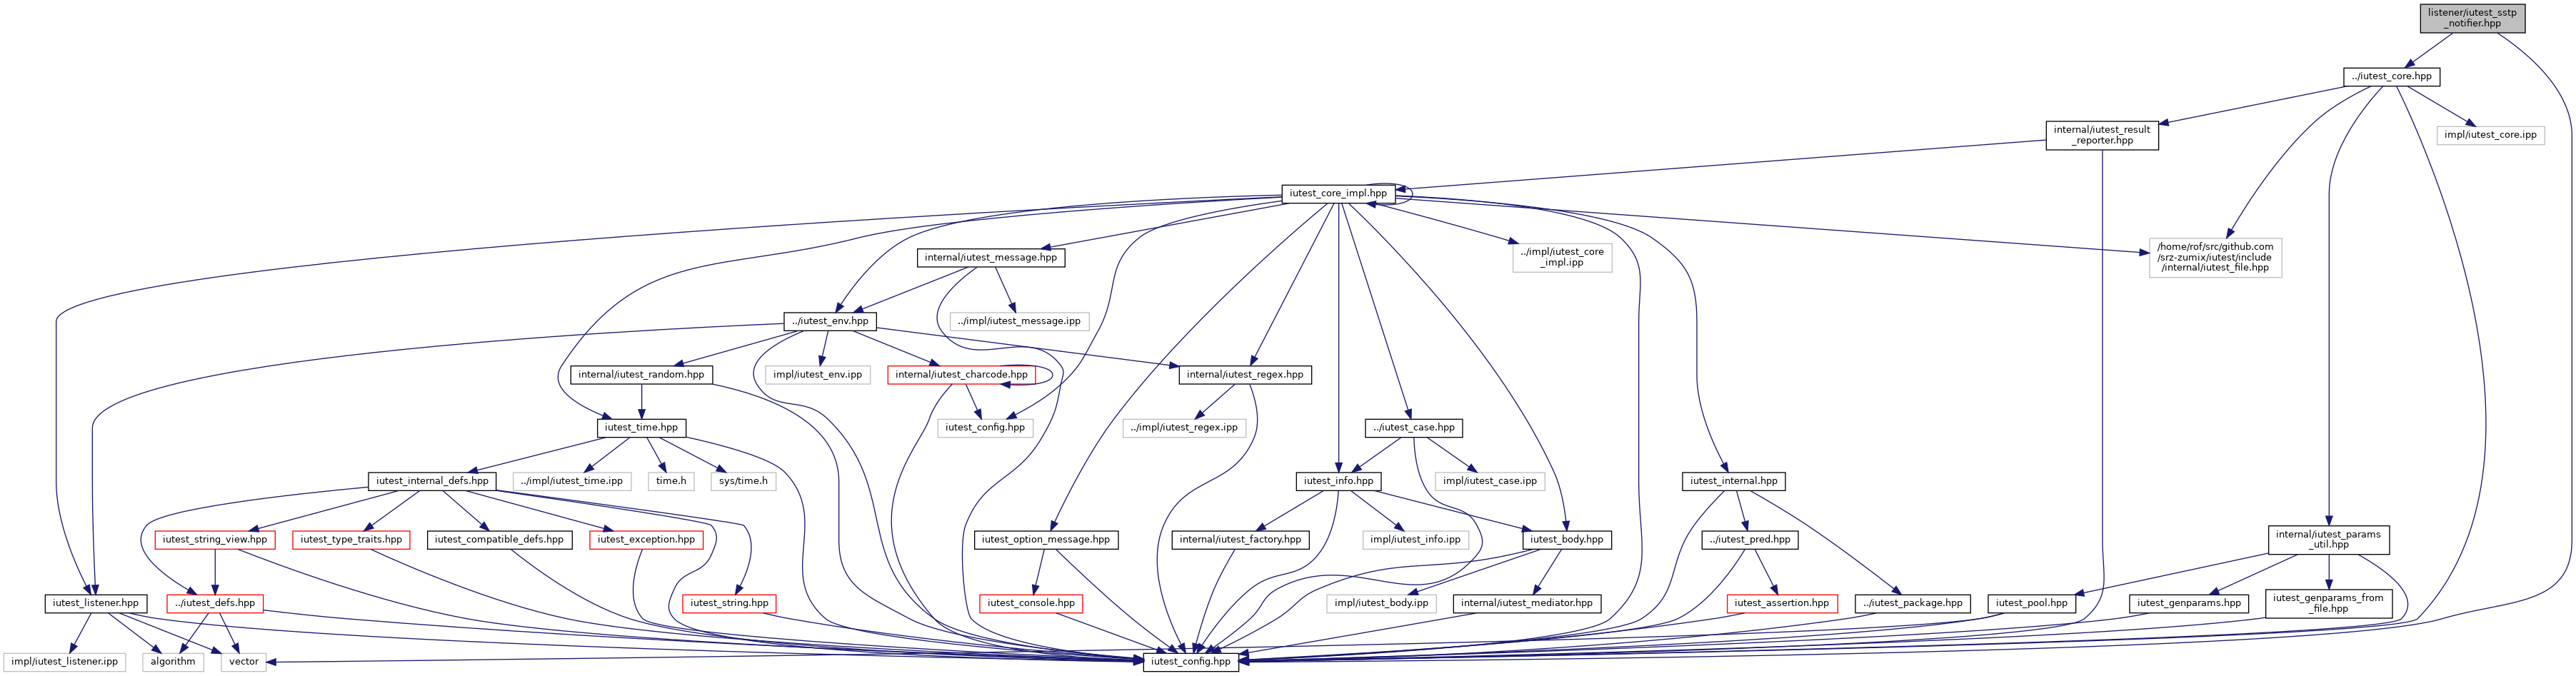 listener/iutest_sstp
_notifier.hpp
../iutest_core.hpp
internal/iutest_result
_reporter.hpp
impl/iutest_core.ipp
iutest_core_impl.hpp
internal/iutest_message.hpp
../impl/iutest_core
_impl.ipp
/home/rof/src/github.com
/srz-zumix/iutest/include
/internal/iutest_file.hpp
../iutest_env.hpp
../impl/iutest_message.ipp
internal/iutest_random.hpp
impl/iutest_env.ipp
internal/iutest_charcode.hpp
internal/iutest_regex.hpp
iutest_time.hpp
iutest_config.hpp
../impl/iutest_regex.ipp
../iutest_case.hpp
iutest_internal_defs.hpp
../impl/iutest_time.ipp
time.h
sys/time.h
iutest_info.hpp
impl/iutest_case.ipp
iutest_internal.hpp
iutest_string_view.hpp
iutest_type_traits.hpp
iutest_compatible_defs.hpp
iutest_exception.hpp
iutest_option_message.hpp
internal/iutest_factory.hpp
impl/iutest_info.ipp
iutest_body.hpp
../iutest_pred.hpp
internal/iutest_params
_util.hpp
iutest_listener.hpp
../iutest_defs.hpp
iutest_string.hpp
iutest_console.hpp
impl/iutest_body.ipp
internal/iutest_mediator.hpp
iutest_assertion.hpp
../iutest_package.hpp
iutest_pool.hpp
iutest_genparams.hpp
iutest_genparams_from
_file.hpp
impl/iutest_listener.ipp
algorithm
vector
iutest_config.hpp